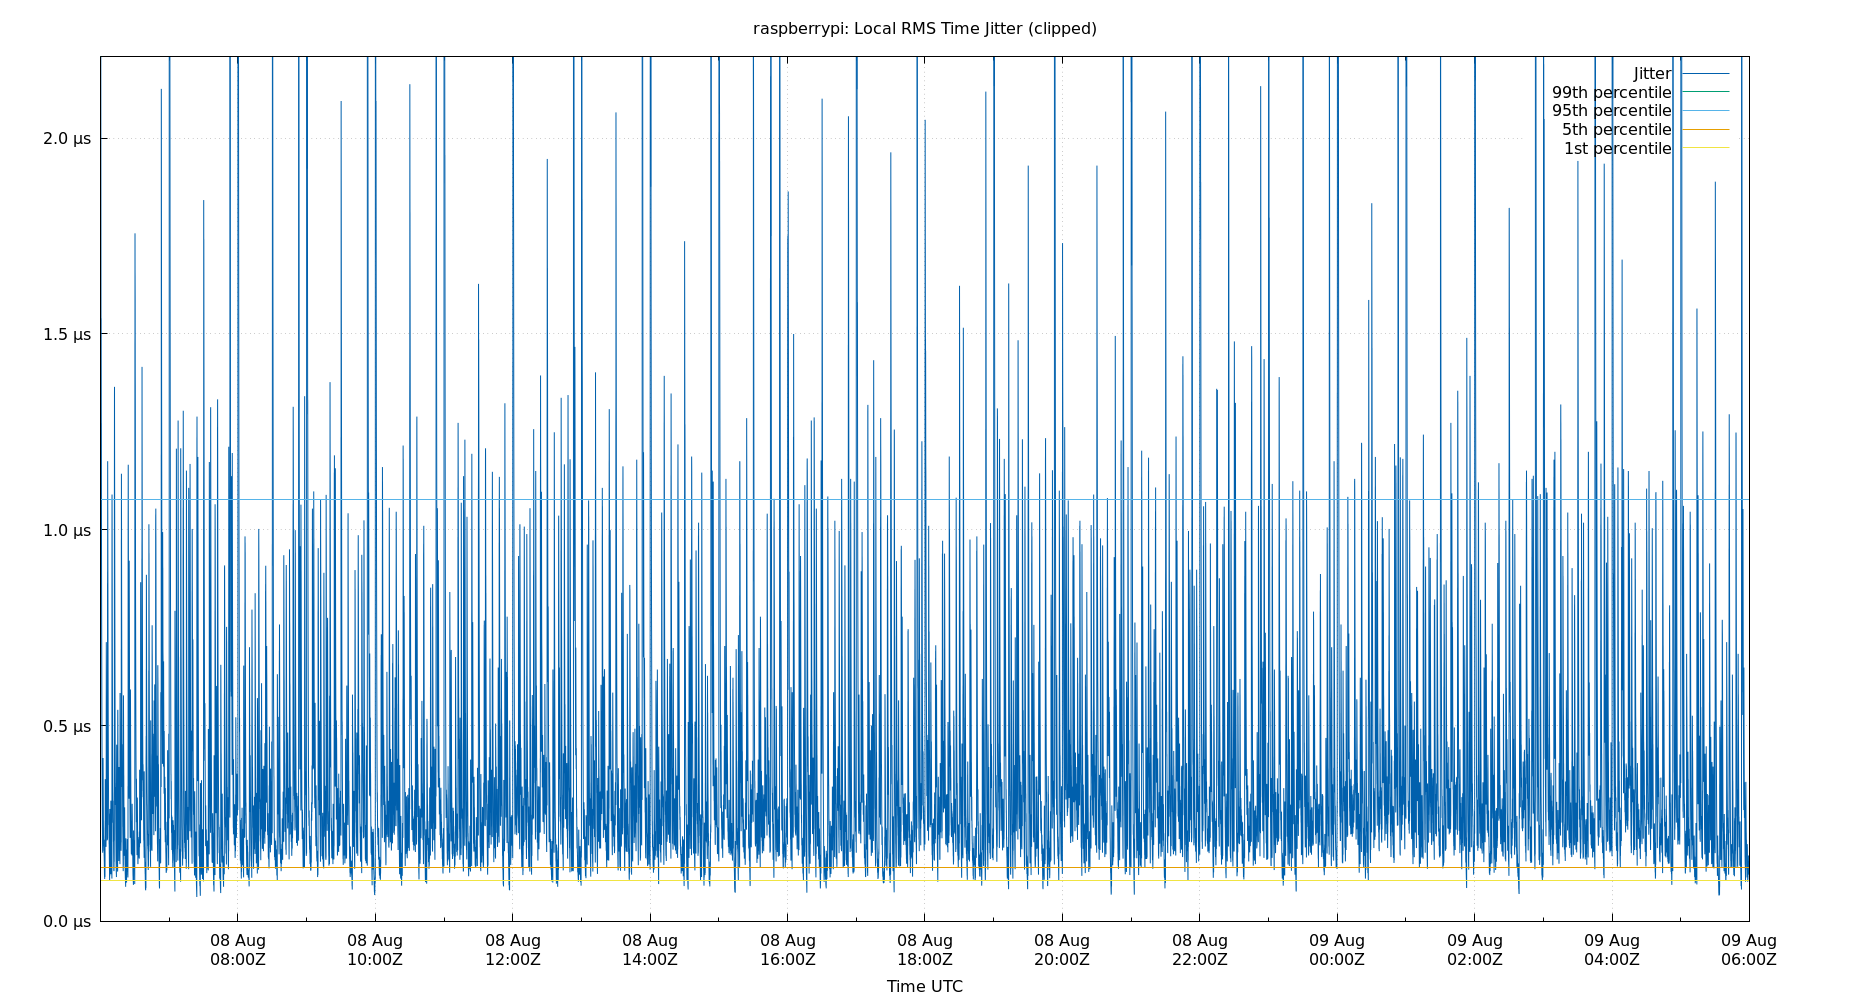 raspberrypi: Local RMS Time Jitter (clipped)
Jitter
99th percentile
95th percentile
5th percentile
1st percentile
2.0 µs
1.5 µs
1.0 µs
0.5 µs
0.0 µs
08 Aug 08 Aug 08 Aug 08 Aug 08 Aug 08 Aug 08 Aug 08 Aug 09 Aug 09 Aug 09 Aug 09 Aug
08:00Z 10:00Z 12:00Z 14:00Z 16:00Z 18:00Z 20:00Z 22:00Z 00:00Z 02:00Z 04:00Z 06:00Z
Time UTC